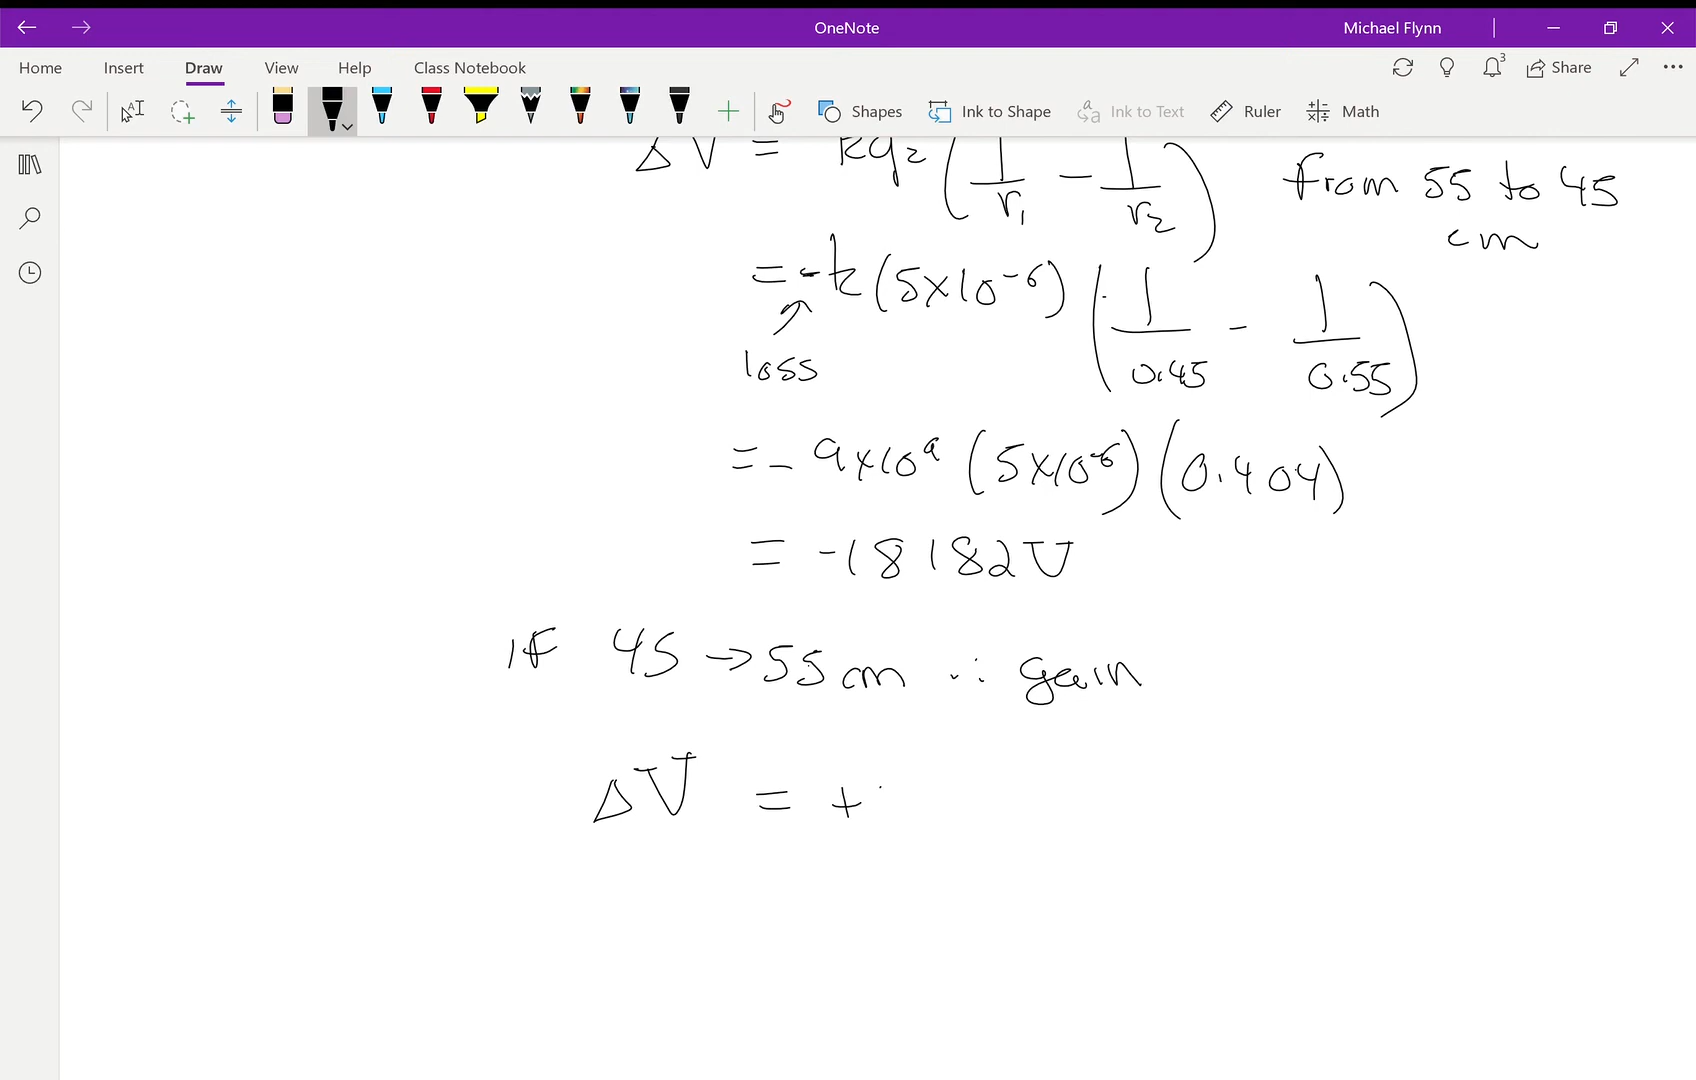 OneNote
Michael Flynn
Home Insert Draw View Help Class Notebook
3 Share
Shapes Ink to Shape Ink to Text Ruler Math
ΔV = kq₂ (1/r₁ − 1/r₂) from 55 to 45
cm
= -k (5×10⁻⁶) (1/0.45 − 1/0.55)
loss
= - 9×10⁹ (5×10⁻⁶) (0.404)
= -18182V
IF 45 → 55 cm ∴ gain
ΔV = +